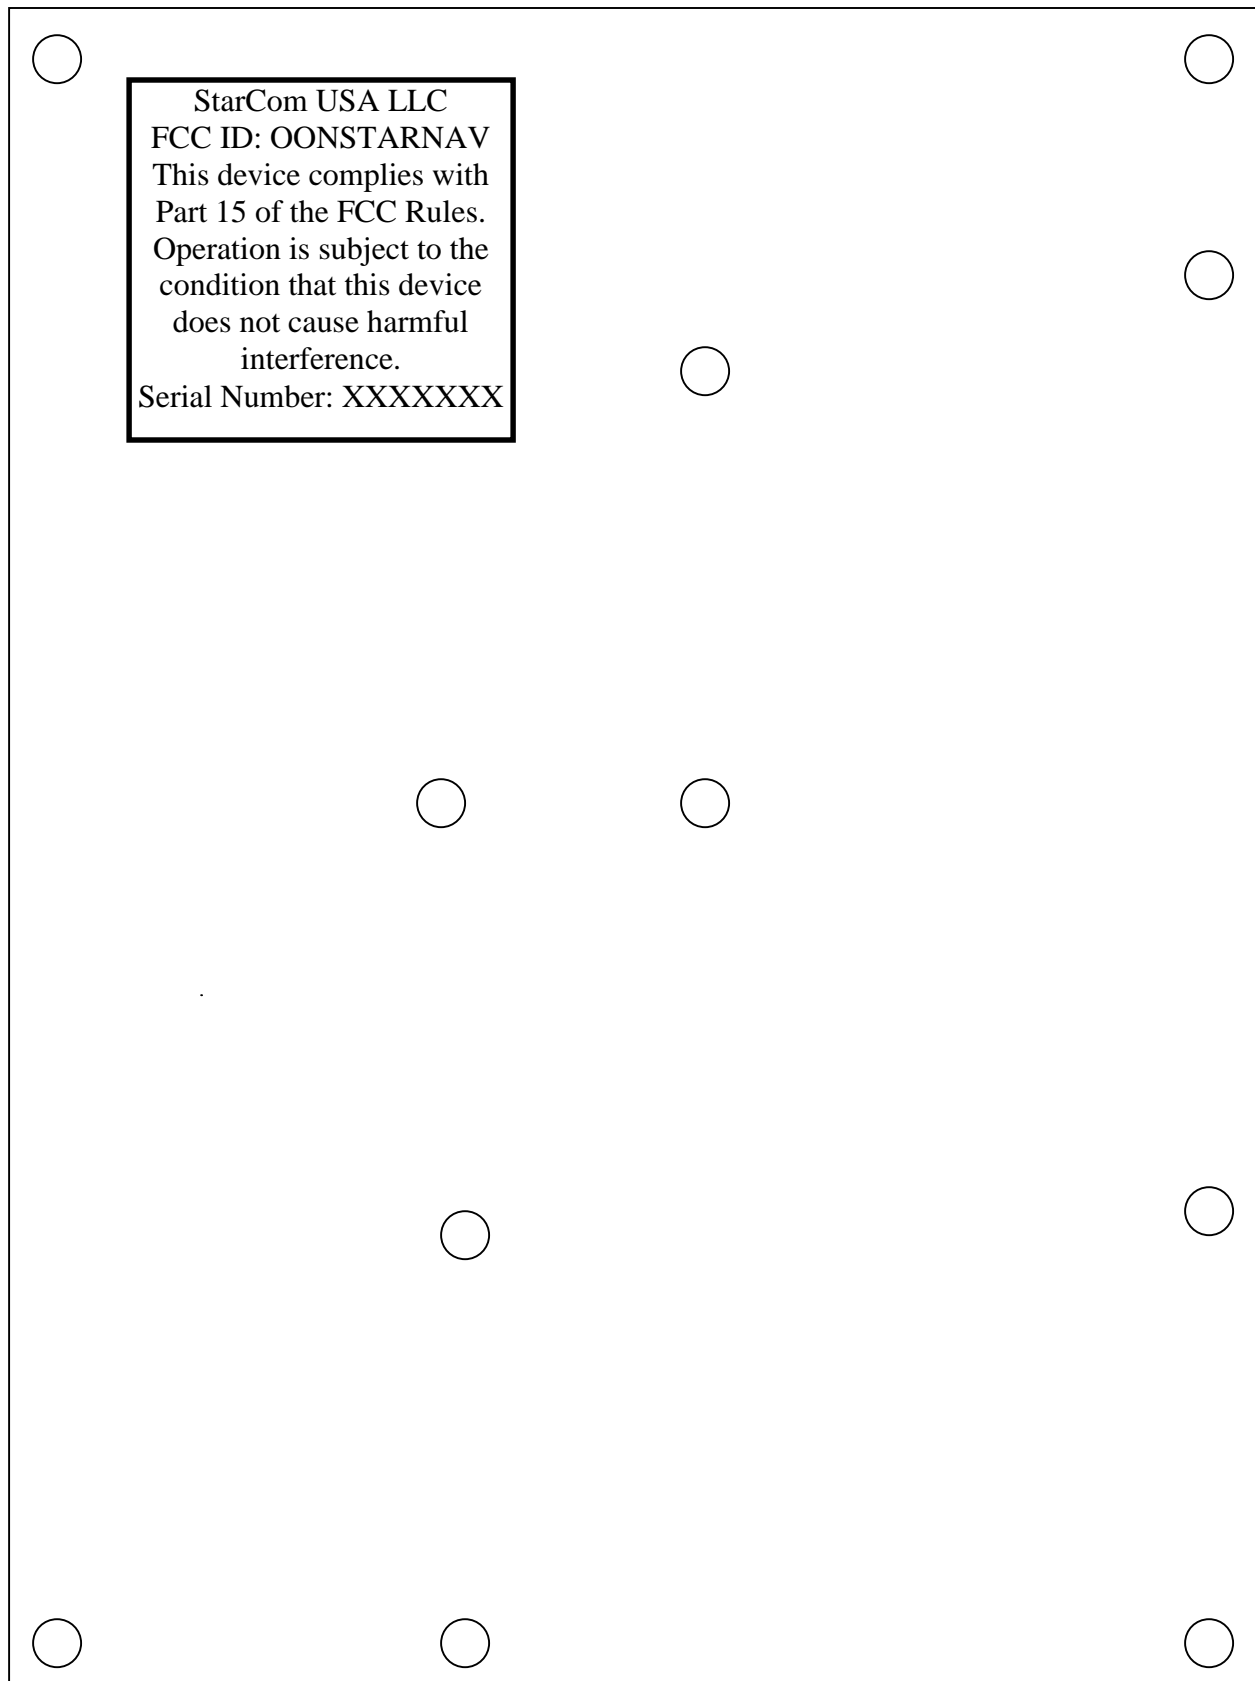 StarCom USA LLC
FCC ID: OONSTARNAV
This device complies with
Part 15 of the FCC Rules.
Operation is subject to the
condition that this device
does not cause harmful
interference.
Serial Number: XXXXXXX
.